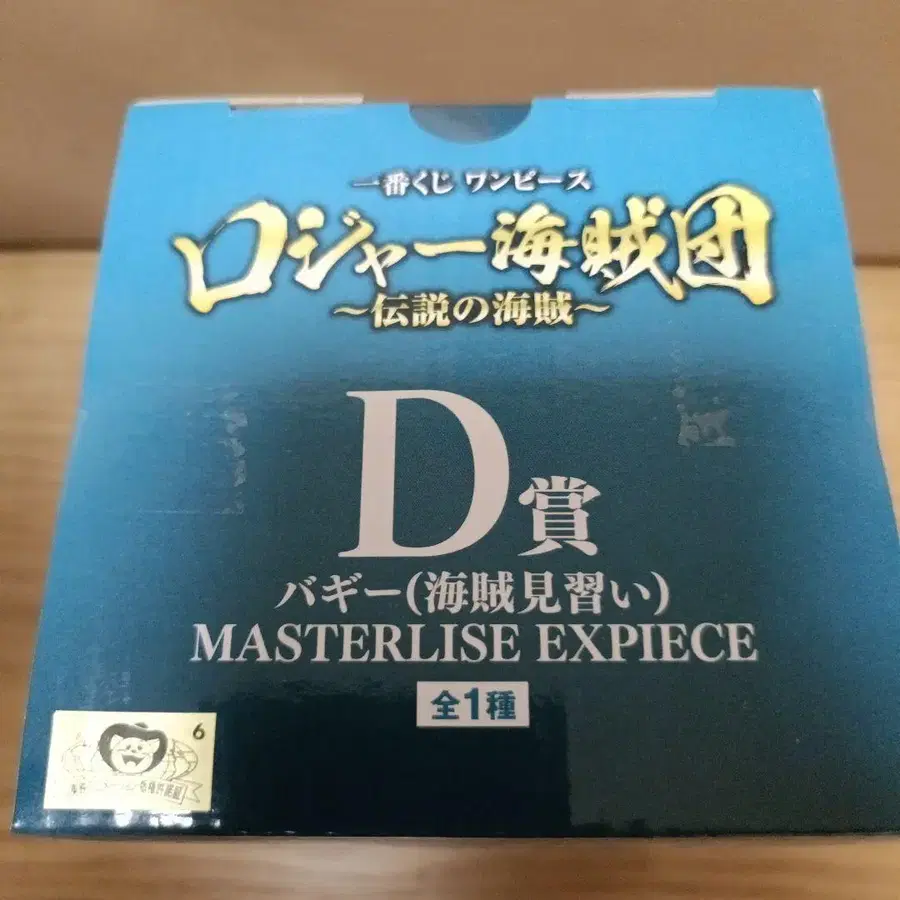 一番くじ ワンピース
ロジャー海賊団
～伝説の海賊～
D賞
バギー(海賊見習い)
MASTERLISE EXPIECE
全1種
6